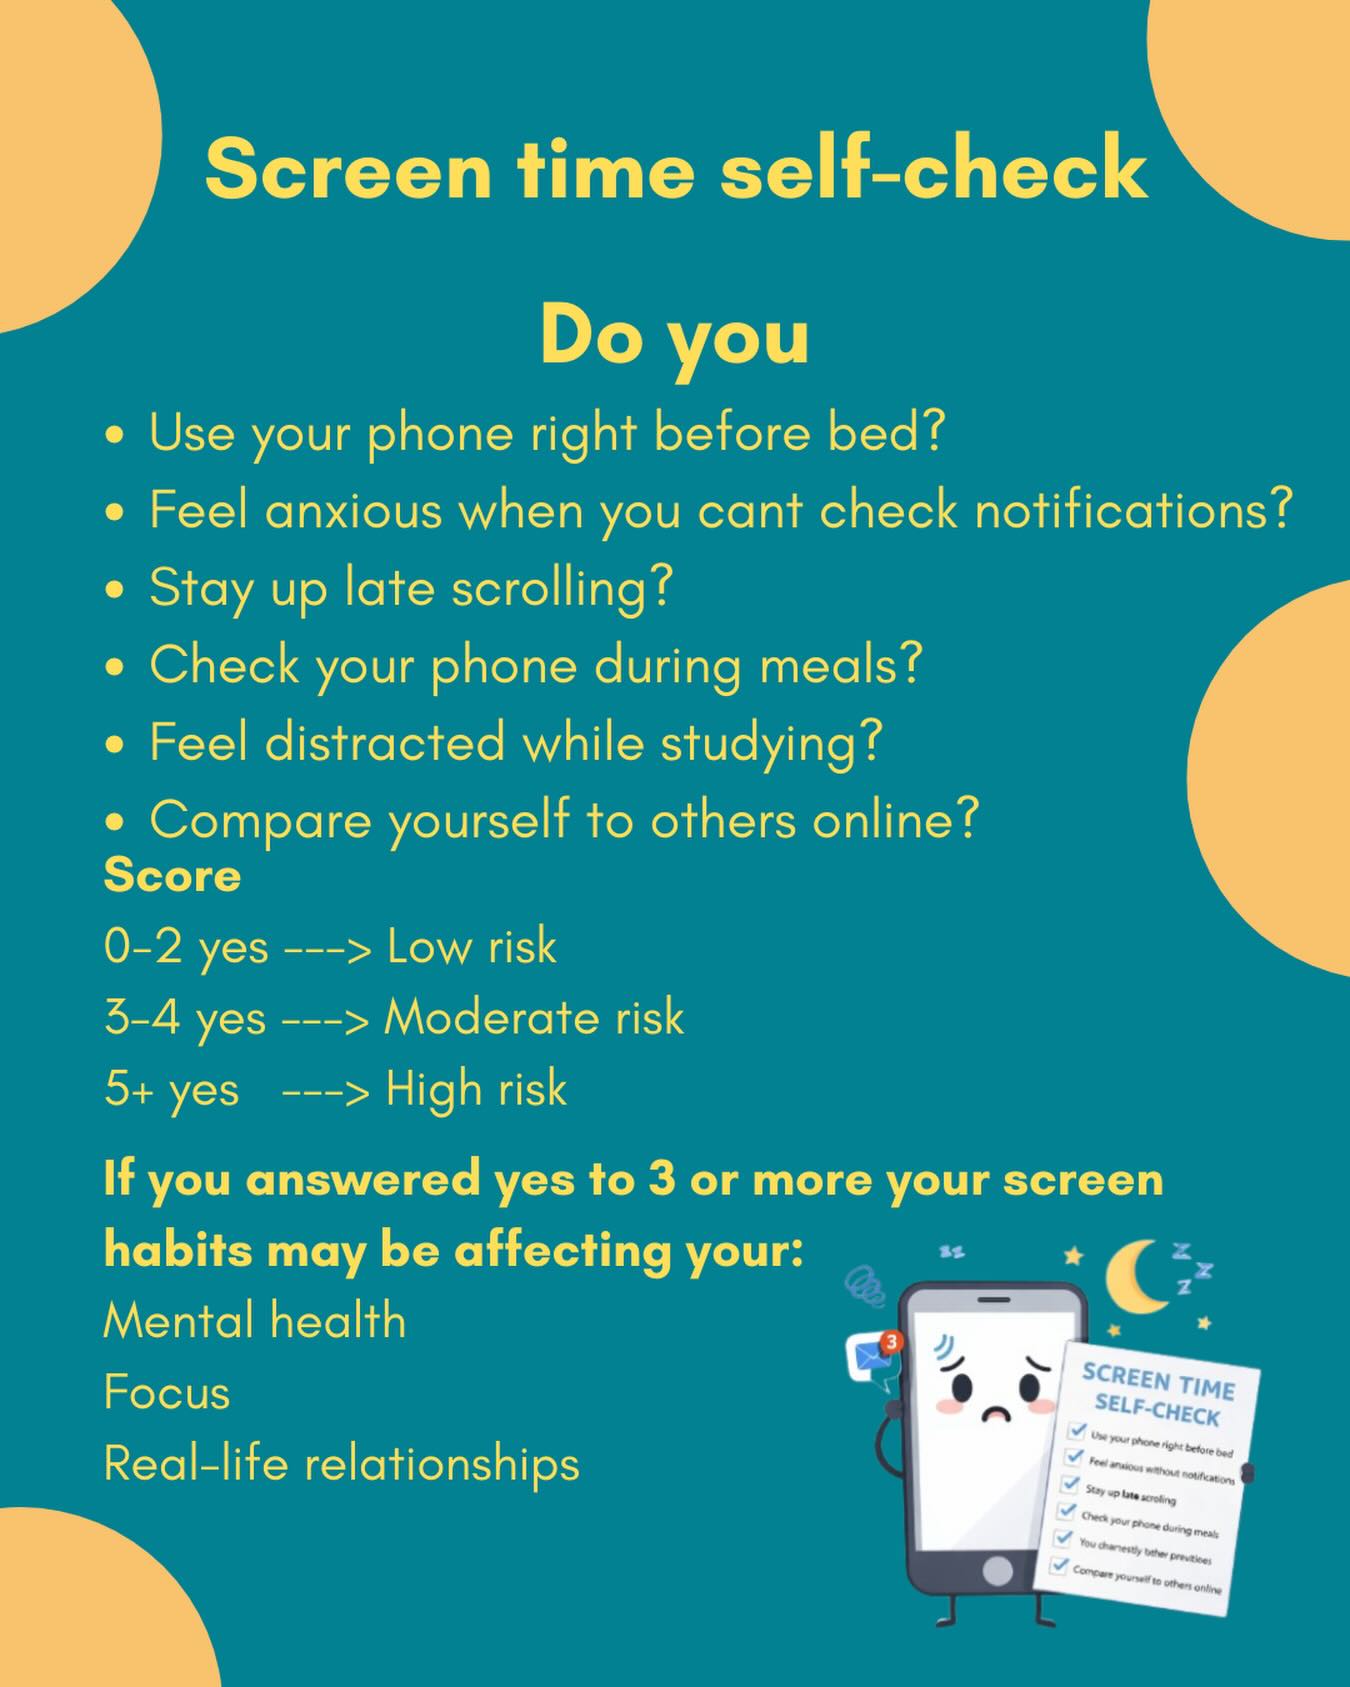 Screen time self-check
Do you
• Use your phone right before bed?
• Feel anxious when you cant check notifications?
• Stay up late scrolling?
• Check your phone during meals?
• Feel distracted while studying?
• Compare yourself to others online?
Score
0-2 yes ---> Low risk
3-4 yes ---> Moderate risk
5+ yes ---> High risk
If you answered yes to 3 or more your screen
habits may be affecting your:
Mental health
Focus
Real-life relationships
zz
Z
Z
Z
3
SCREEN TIME
SELF-CHECK
Use your phone right before bed
Feel anxious without notifications
Stay up late scroling
Check your phone during meals
You
Compare yourself to others online